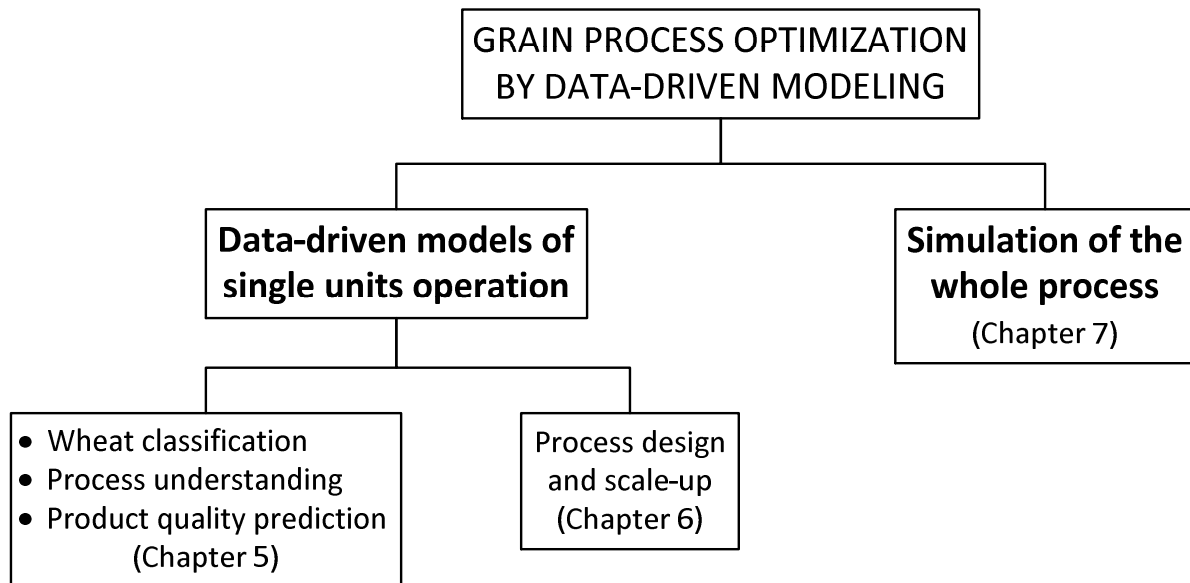 GRAIN PROCESS OPTIMIZATION
BY DATA-DRIVEN MODELING
Data-driven models of
single units operation
Simulation of the
whole process
(Chapter 7)
• Wheat classification
• Process understanding
• Product quality prediction
(Chapter 5)
Process design
and scale-up
(Chapter 6)